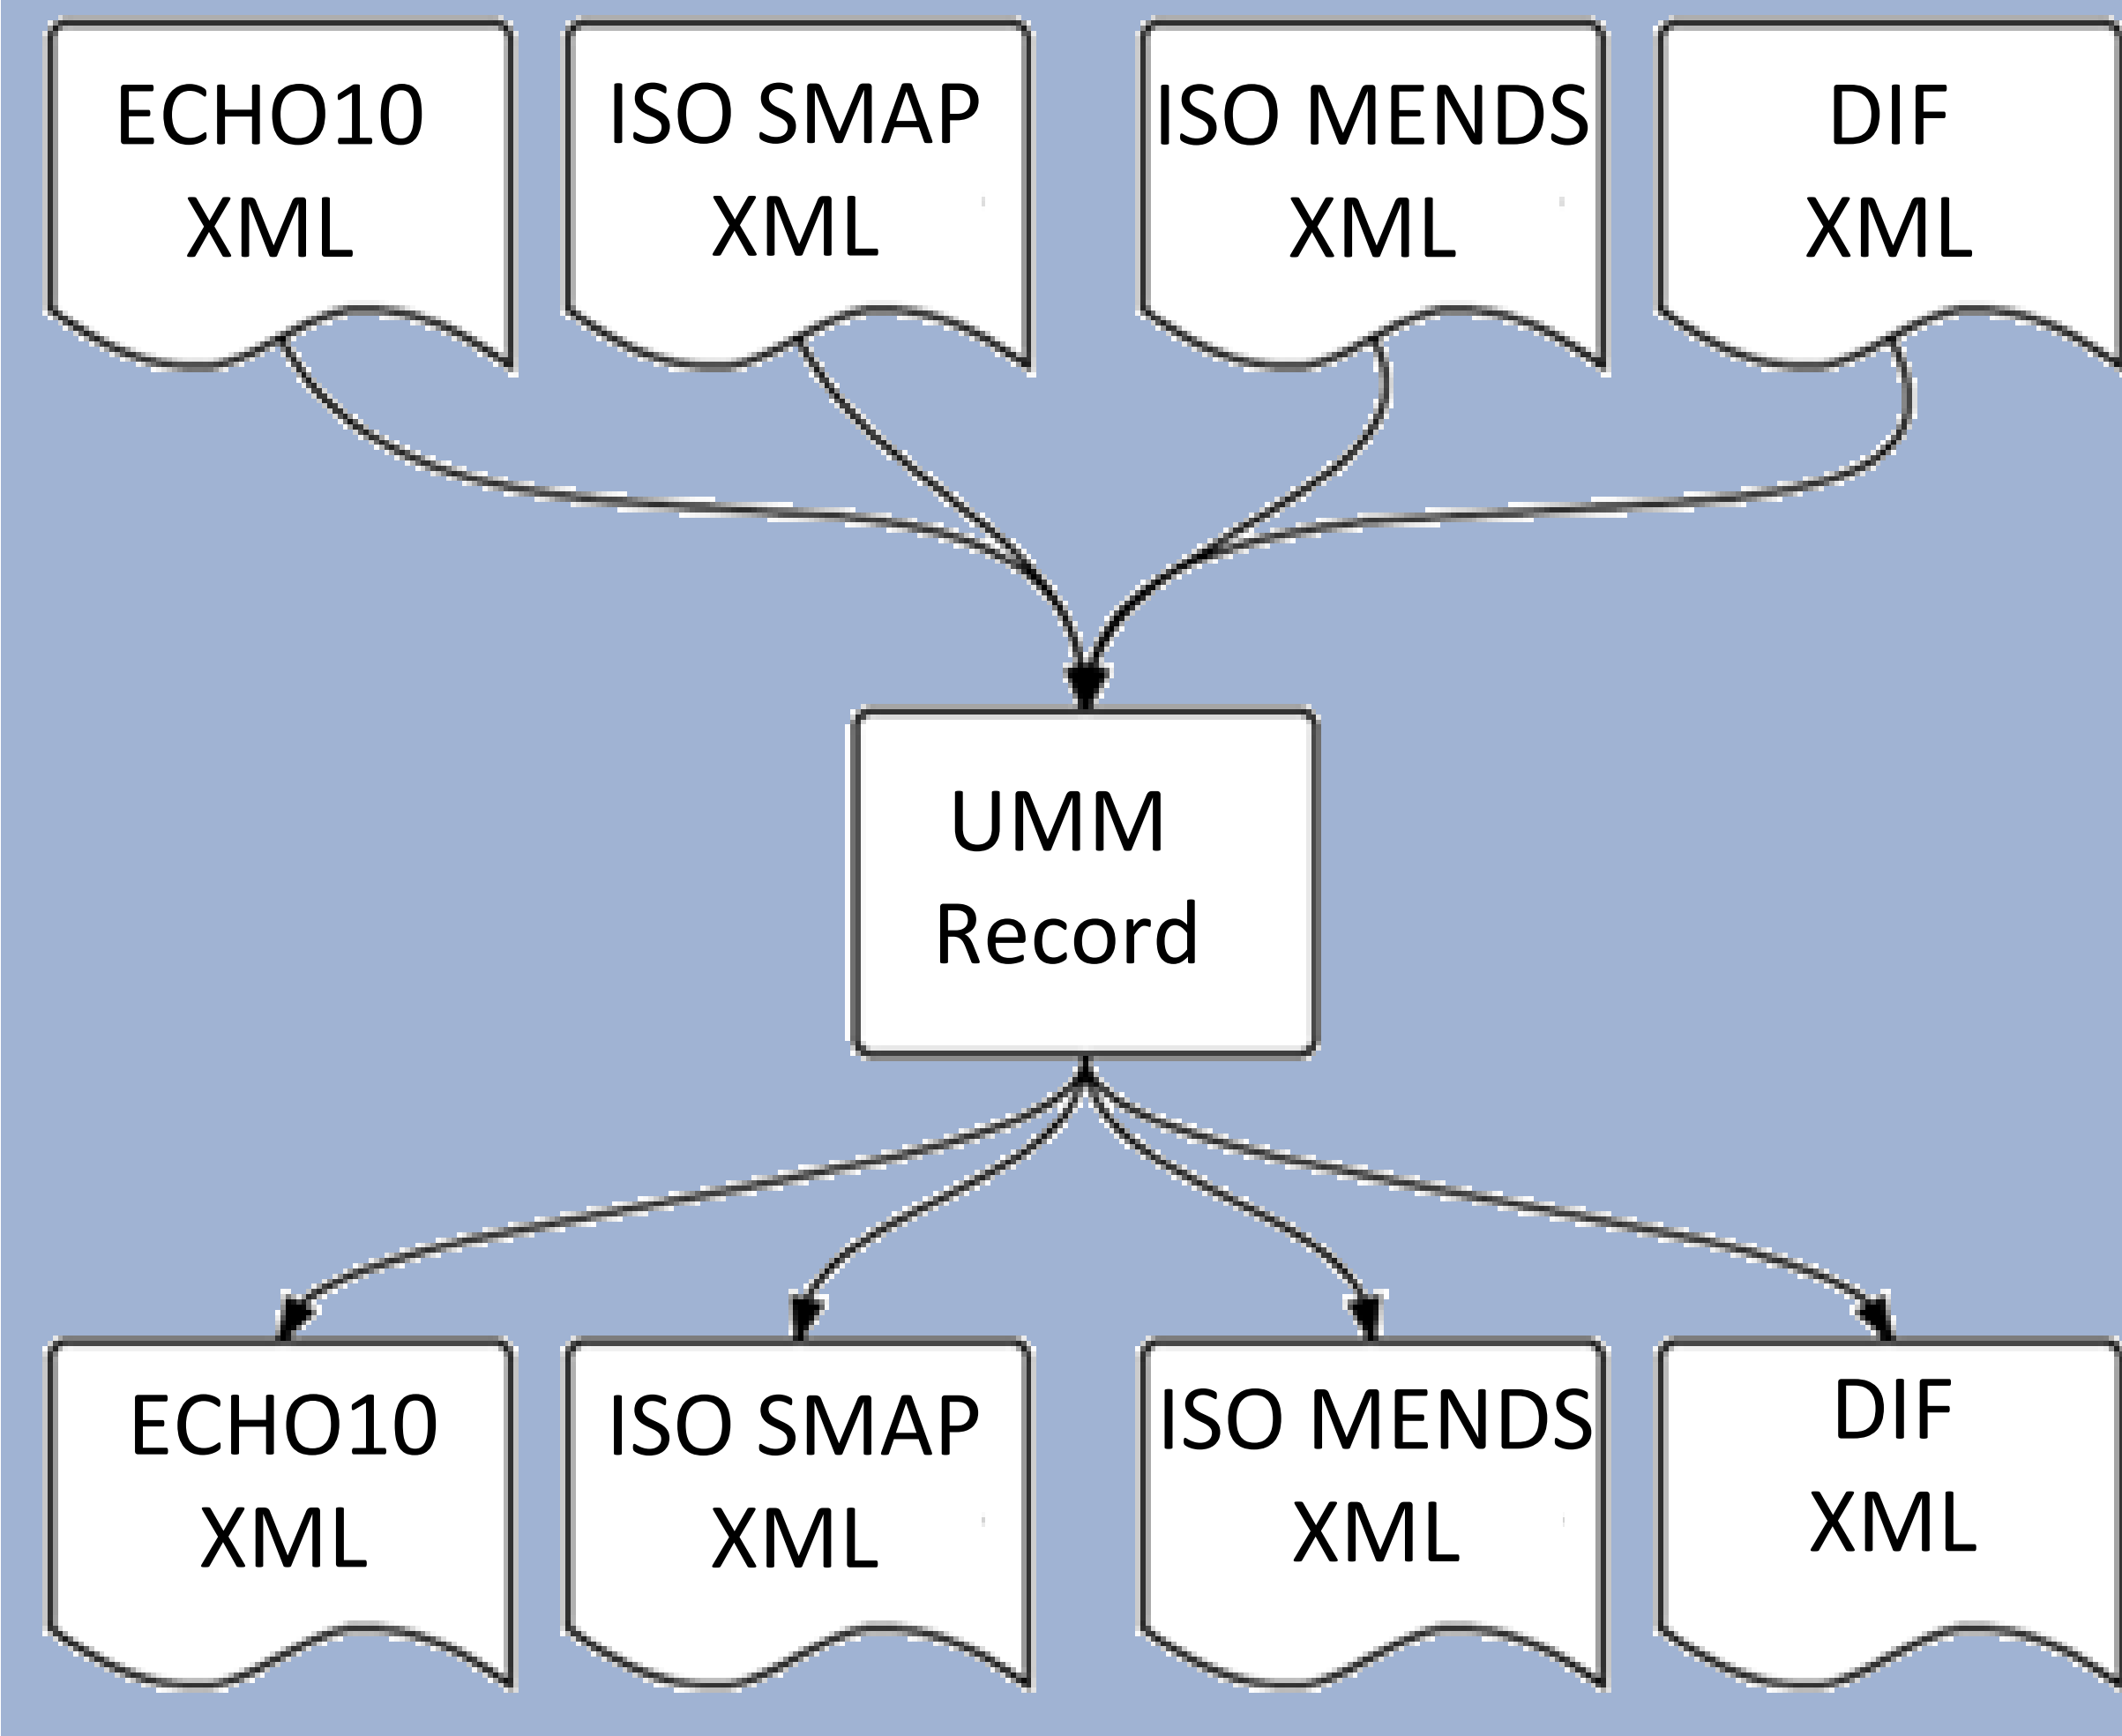 ECHO10
XML
ISO SMAP
XML
ISO MENDS
XML
DIF
XML
UMM
Record
ECHO10
XML
ISO SMAP
XML
ISO MENDS
XML
DIF
XML